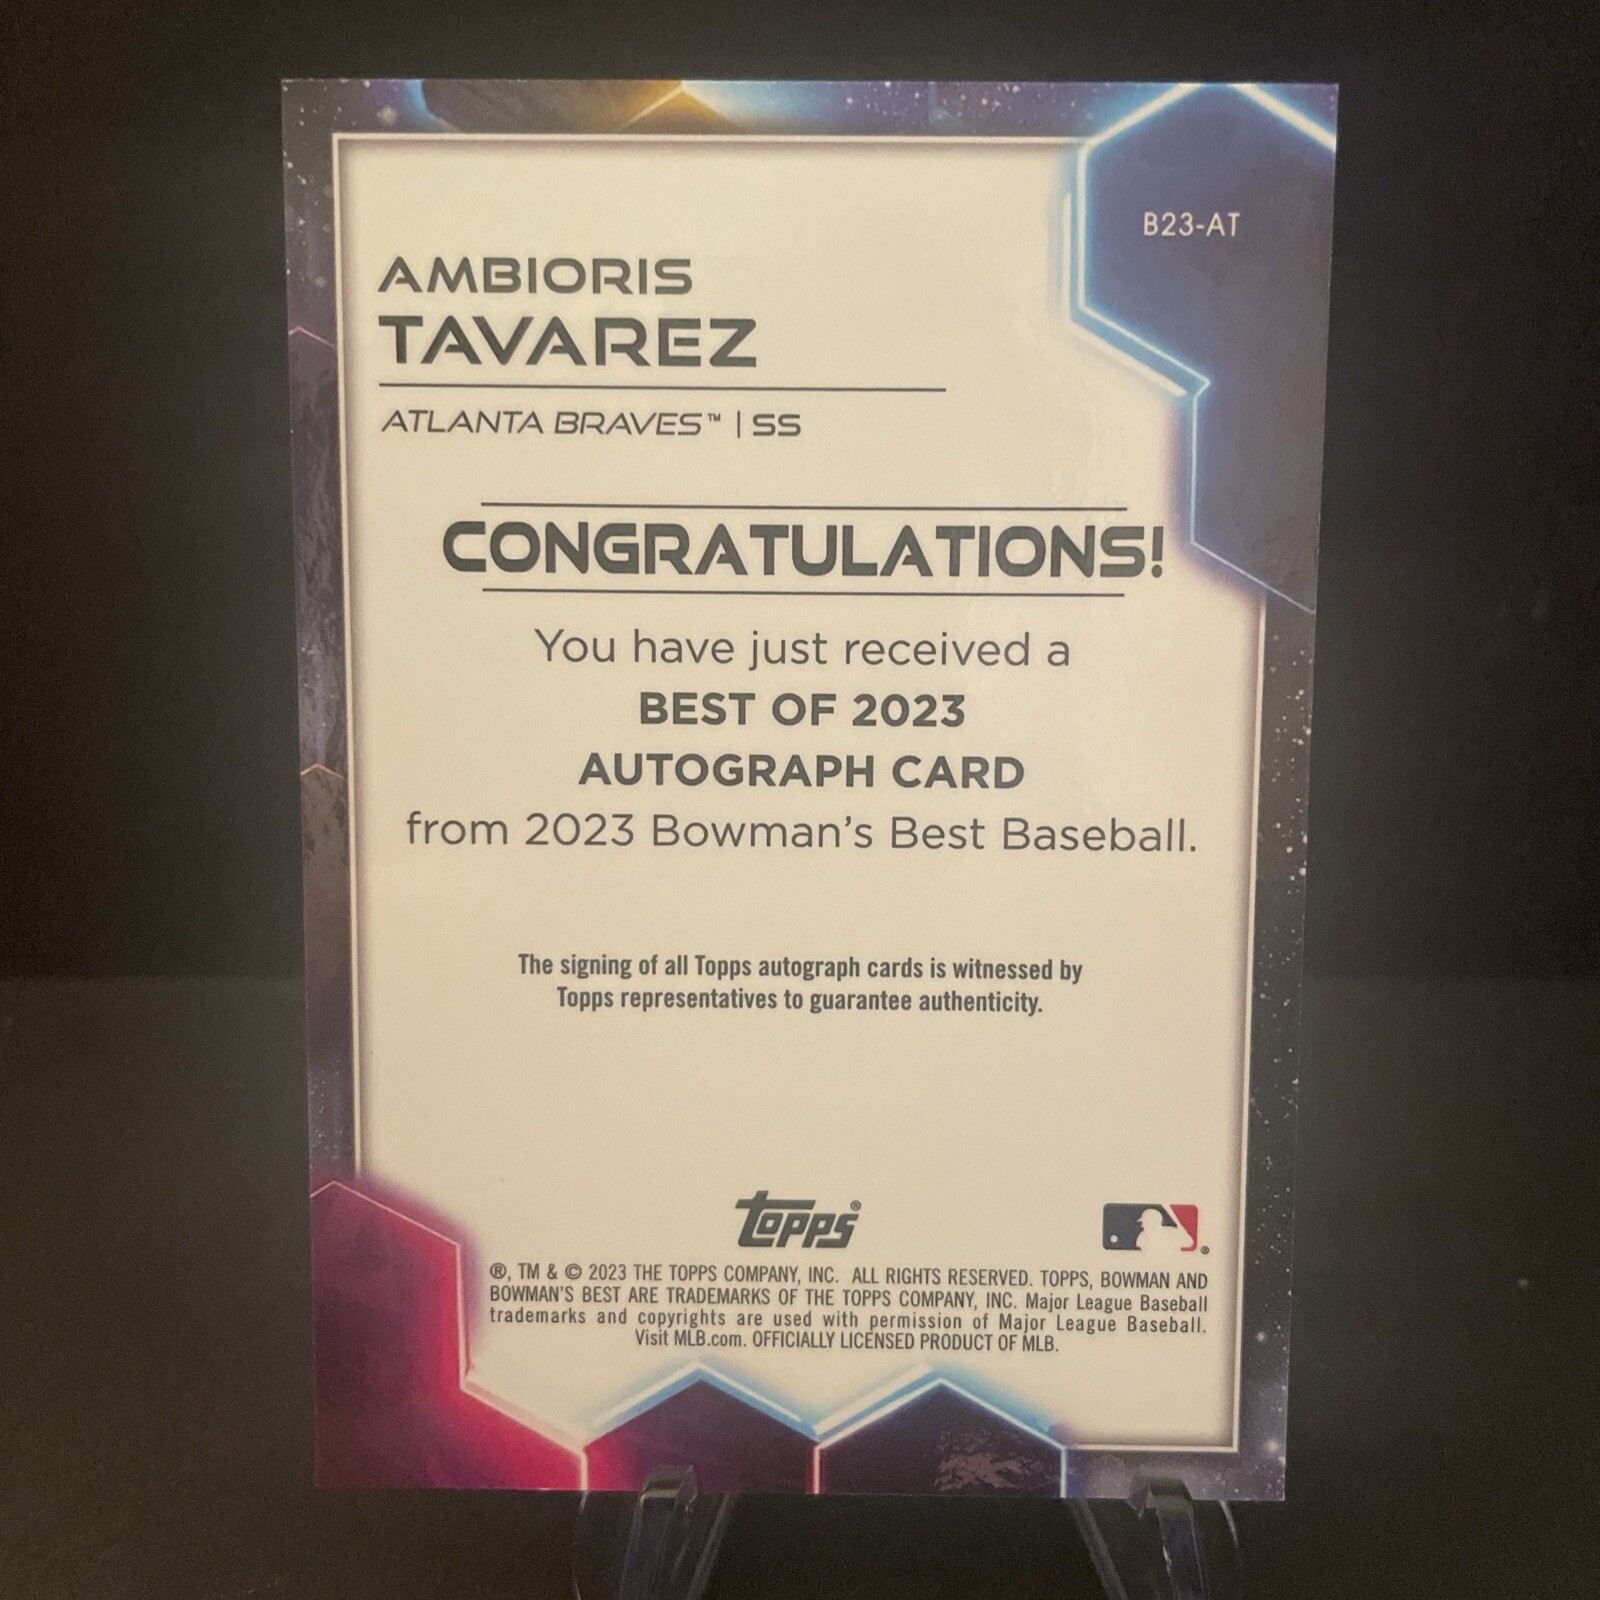 B23-AT
AMBIORIS
TAVAREZ
ATLANTA BRAVES™ | SS
CONGRATULATIONS!
You have just received a
BEST OF 2023
AUTOGRAPH CARD
from 2023 Bowman's Best Baseball.
The signing of all Topps autograph cards is witnessed by
Topps representatives to guarantee authenticity.
topps®
®
®, TM & © 2023 THE TOPPS COMPANY, INC. ALL RIGHTS RESERVED. TOPPS, BOWMAN AND
BOWMAN'S BEST ARE TRADEMARKS OF THE TOPPS COMPANY, INC. Major League Baseball
trademarks and copyrights are used with permission of Major League Baseball.
Visit MLB.com. OFFICIALLY LICENSED PRODUCT OF MLB.